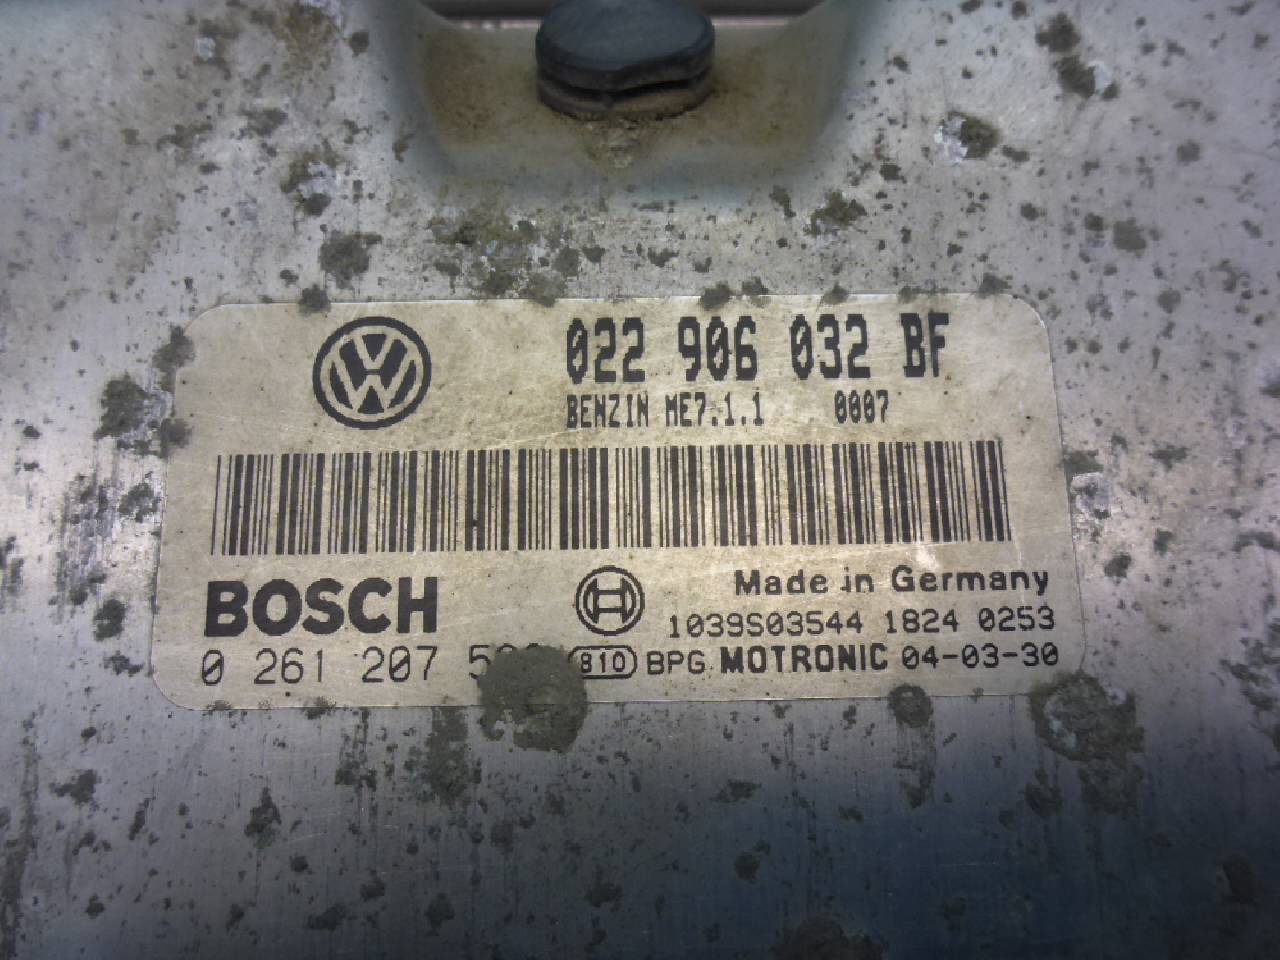 022 906 032 BF
BENZIN ME7.1.1 0007
BOSCH
Made in Germany
1039S03544 1824 0253
0 261 207 810 BPG MOTRONIC 04-03-30